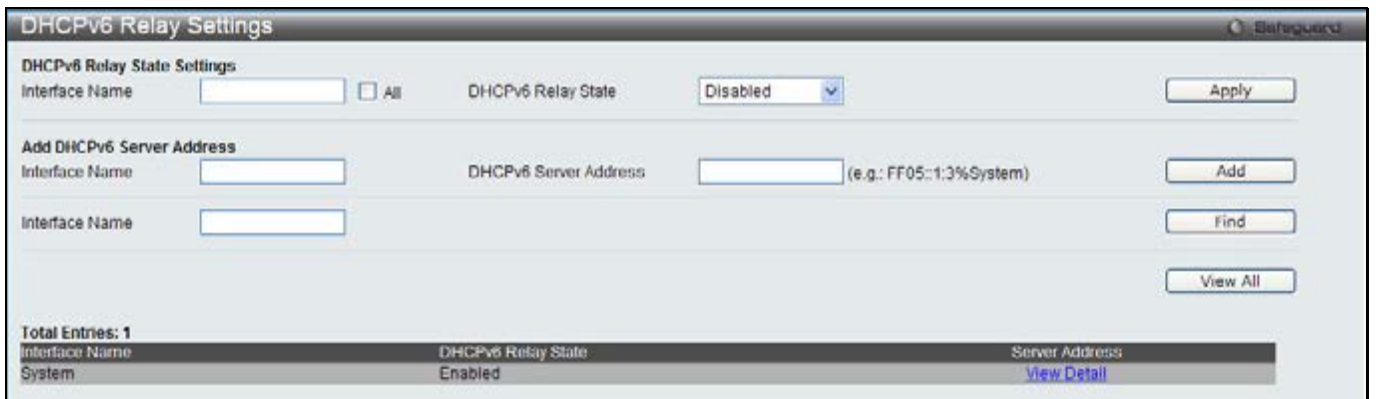 DHCPv6 Relay Settings Safeguard
DHCPv6 Relay State Settings
Interface Name All DHCPv6 Relay State Disabled Apply
Add DHCPv6 Server Address
Interface Name DHCPv6 Server Address (e.g.: FF05::1:3%System) Add
Interface Name Find
View All
Total Entries: 1
Interface Name DHCPv6 Relay State Server Address
System Enabled View Detail